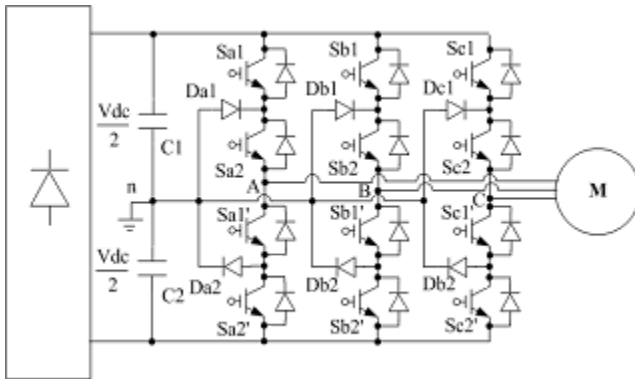 Sa1
Sb1
Sc1
Da1
Db1
Dc1
Vdc
2
C1
Sa2
Sb2
Sc2
n
A
B
C
M
Sa1'
Sb1'
Sc1'
Vdc
2
C2
Da2
Db2
Db2
Sa2'
Sb2'
Sc2'